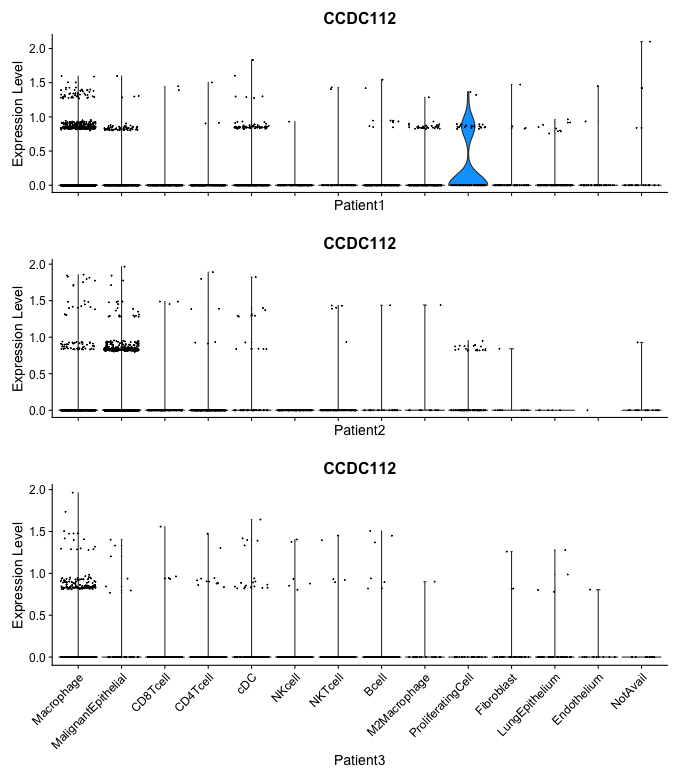 CCDC112
Expression Level
2.0
1.5
1.0
0.5
0.0
Patient1
CCDC112
Expression Level
2.0
1.5
1.0
0.5
0.0
Patient2
CCDC112
Expression Level
2.0
1.5
1.0
0.5
0.0
Macrophage
MalignantEpithelial
CD8Tcell
CD4Tcell
cDC
NKcell
NKTcell
Bcell
M2Macrophage
ProliferatingCell
Fibroblast
LungEpithelium
Endothelium
NotAvail
Patient3